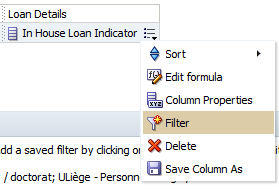 Loan Details
In House Loan Indicator
Sort
Edit formula
Column Properties
Filter
Delete
Save Column As
dd a saved filter by clicking or
/ doctorat; ULiège - Personn